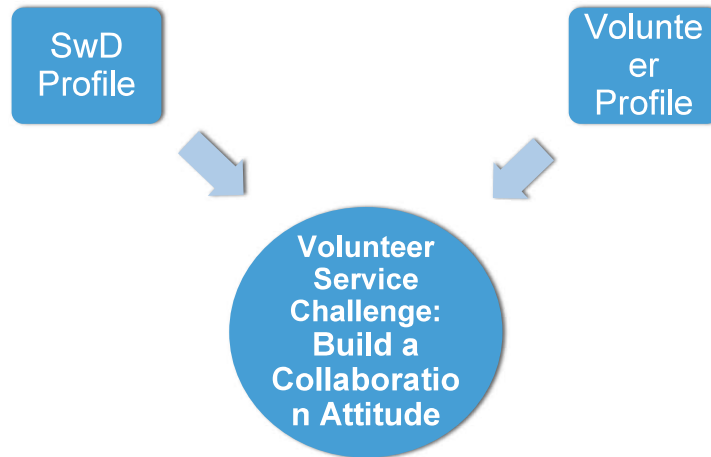 SwD
Profile
Volunte
er
Profile
Volunteer
Service
Challenge:
Build a
Collaboratio
n Attitude